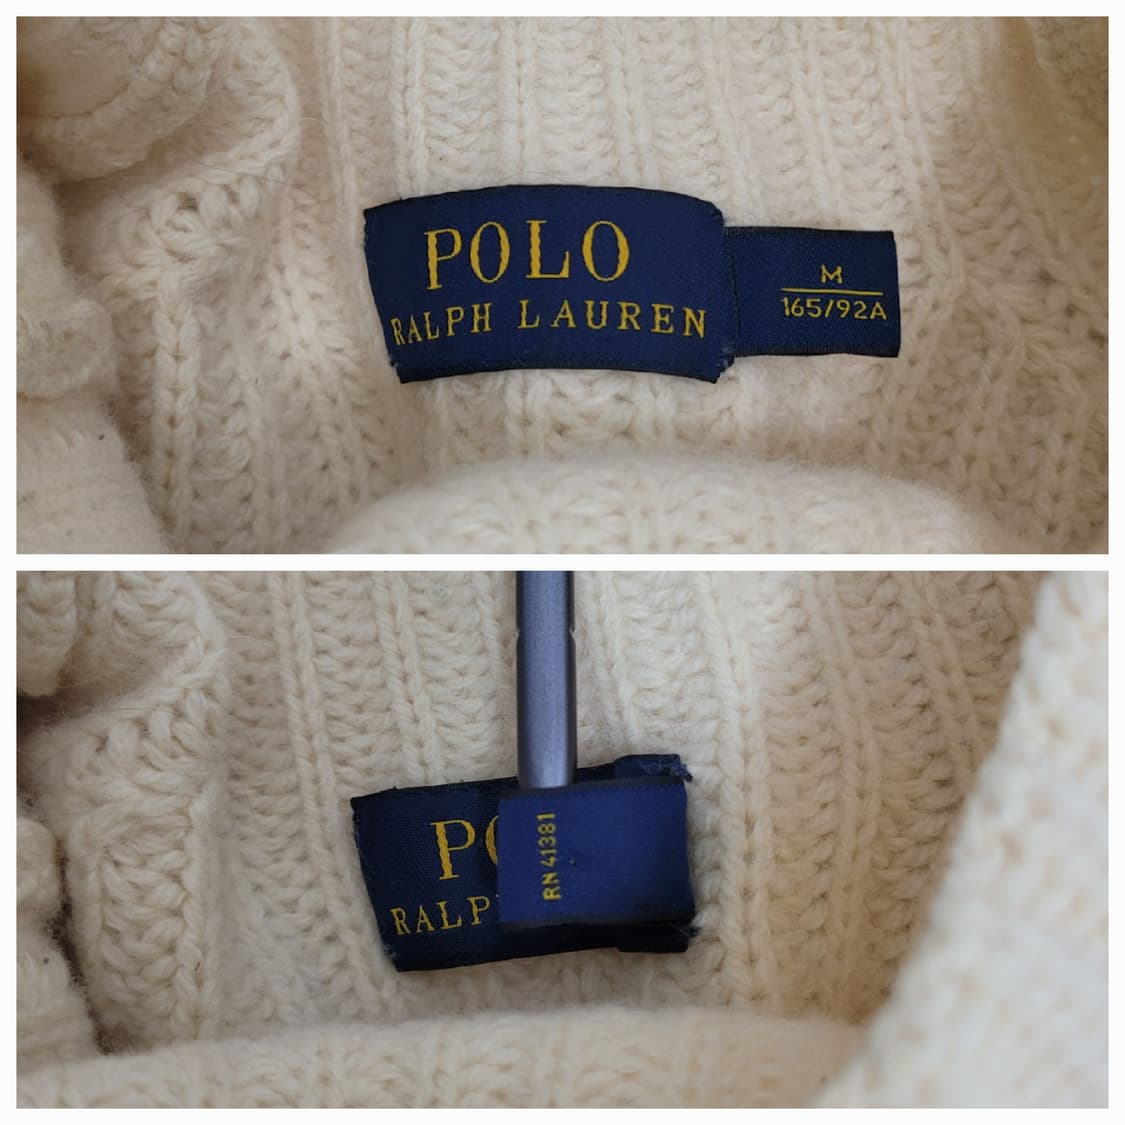 POLO
RALPH LAUREN
M
165/92A
PO
RALP
RN 41381